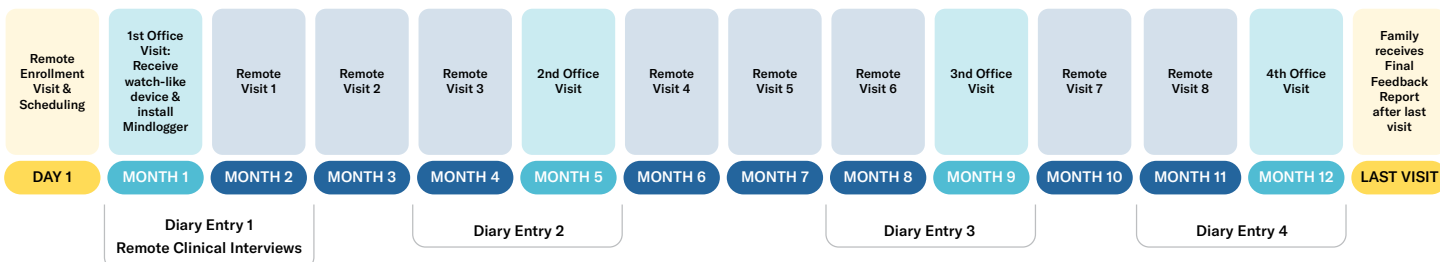 Remote
Enrollment
Visit &
Scheduling
1st Office
Visit:
Receive
watch-like
device &
install
Mindlogger
Remote
Visit 1
Remote
Visit 2
Remote
Visit 3
2nd Office
Visit
Remote
Visit 4
Remote
Visit 5
Remote
Visit 6
3nd Office
Visit
Remote
Visit 7
Remote
Visit 8
4th Office
Visit
Family
receives
Final
Feedback
Report
after last
visit
DAY 1
MONTH 1
MONTH 2
MONTH 3
MONTH 4
MONTH 5
MONTH 6
MONTH 7
MONTH 8
MONTH 9
MONTH 10
MONTH 11
MONTH 12
LAST VISIT
Diary Entry 1
Remote Clinical Interviews
Diary Entry 2
Diary Entry 3
Diary Entry 4